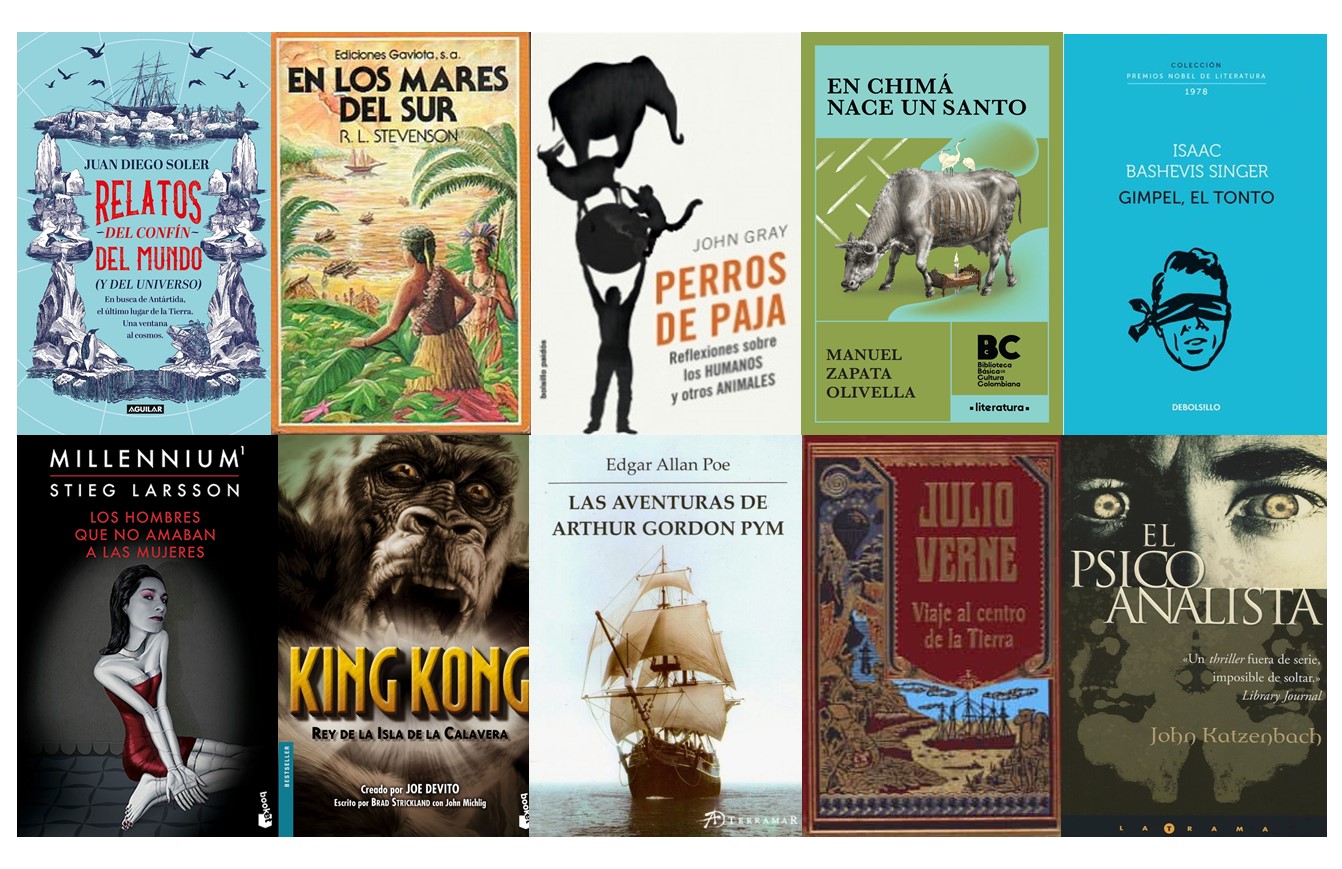 JUAN DIEGO SOLER
RELATOS
-DEL CONFÍN-
DEL MUNDO
(Y DEL UNIVERSO)
En busca de Antártida,
el último lugar de la Tierra.
Una ventana
al cosmos.
AGUILAR
Ediciones Gaviota, s.a.
EN LOS MARES
DEL SUR
R. L. STEVENSON
JOHN GRAY
PERROS
DE PAJA
Reflexiones sobre
los HUMANOS
y otros ANIMALES
bolsillo paidós
EN CHIMÁ
NACE UN SANTO
MANUEL
ZAPATA
OLIVELLA
BC
Biblioteca
Básica DE
Cultura
Colombiana
literatura
COLECCIÓN
PREMIOS NOBEL DE LITERATURA
1978
ISAAC
BASHEVIS SINGER
GIMPEL, EL TONTO
DEBOLS!LLO
MILLENNIUM1
STIEG LARSSON
LOS HOMBRES
QUE NO AMABAN
A LAS MUJERES
booket
KING KONG
REY DE LA ISLA DE LA CALAVERA
BESTSELLER
Creado por JOE DEVITO
Escrito por BRAD STRICKLAND con John Michlig
Edgar Allan Poe
LAS AVENTURAS DE
ARTHUR GORDON PYM
TERRAMAR
JULIO
VERNE
Viaje al centro
de la Tierra
EL
PSICO
ANALISTA
«Un thriller fuera de serie,
imposible de soltar.»
Library Journal
John Katzenbach
LA TRAMA